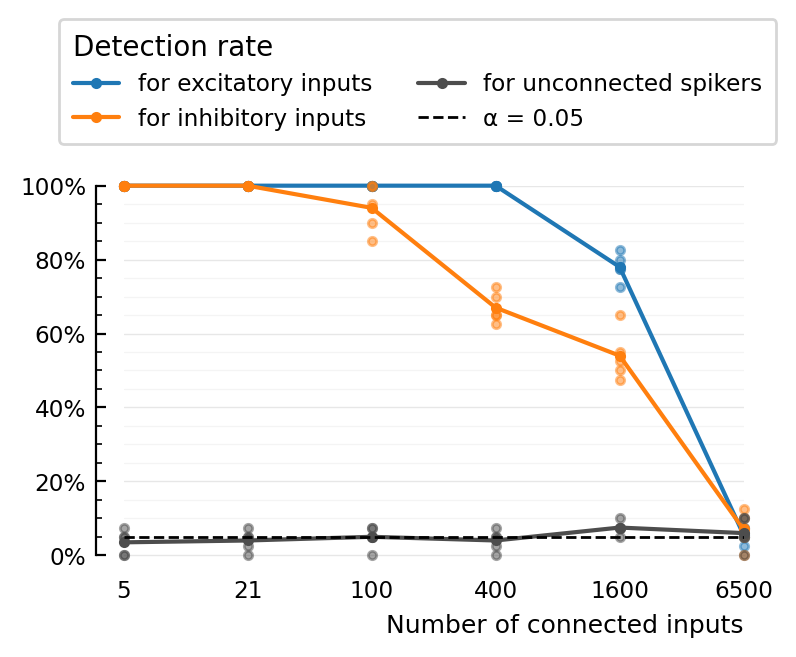 Detection rate
for excitatory inputs
for inhibitory inputs
for unconnected spikers
α = 0.05
100%
80%
60%
40%
20%
0%
5 21 100 400 1600 6500
Number of connected inputs